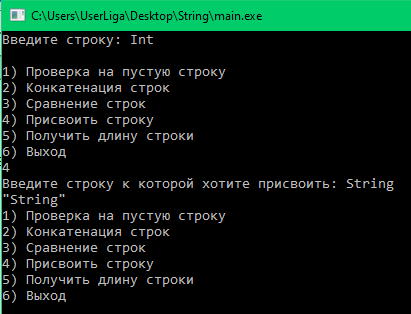 C:\Users\UserLiga\Desktop\String\main.exe
Введите строку: Int
1) Проверка на пустую строку
2) Конкатенация строк
3) Сравнение строк
4) Присвоить строку
5) Получить длину строки
6) Выход
4
Введите строку к которой хотите присвоить: String
"String"
1) Проверка на пустую строку
2) Конкатенация строк
3) Сравнение строк
4) Присвоить строку
5) Получить длину строки
6) Выход